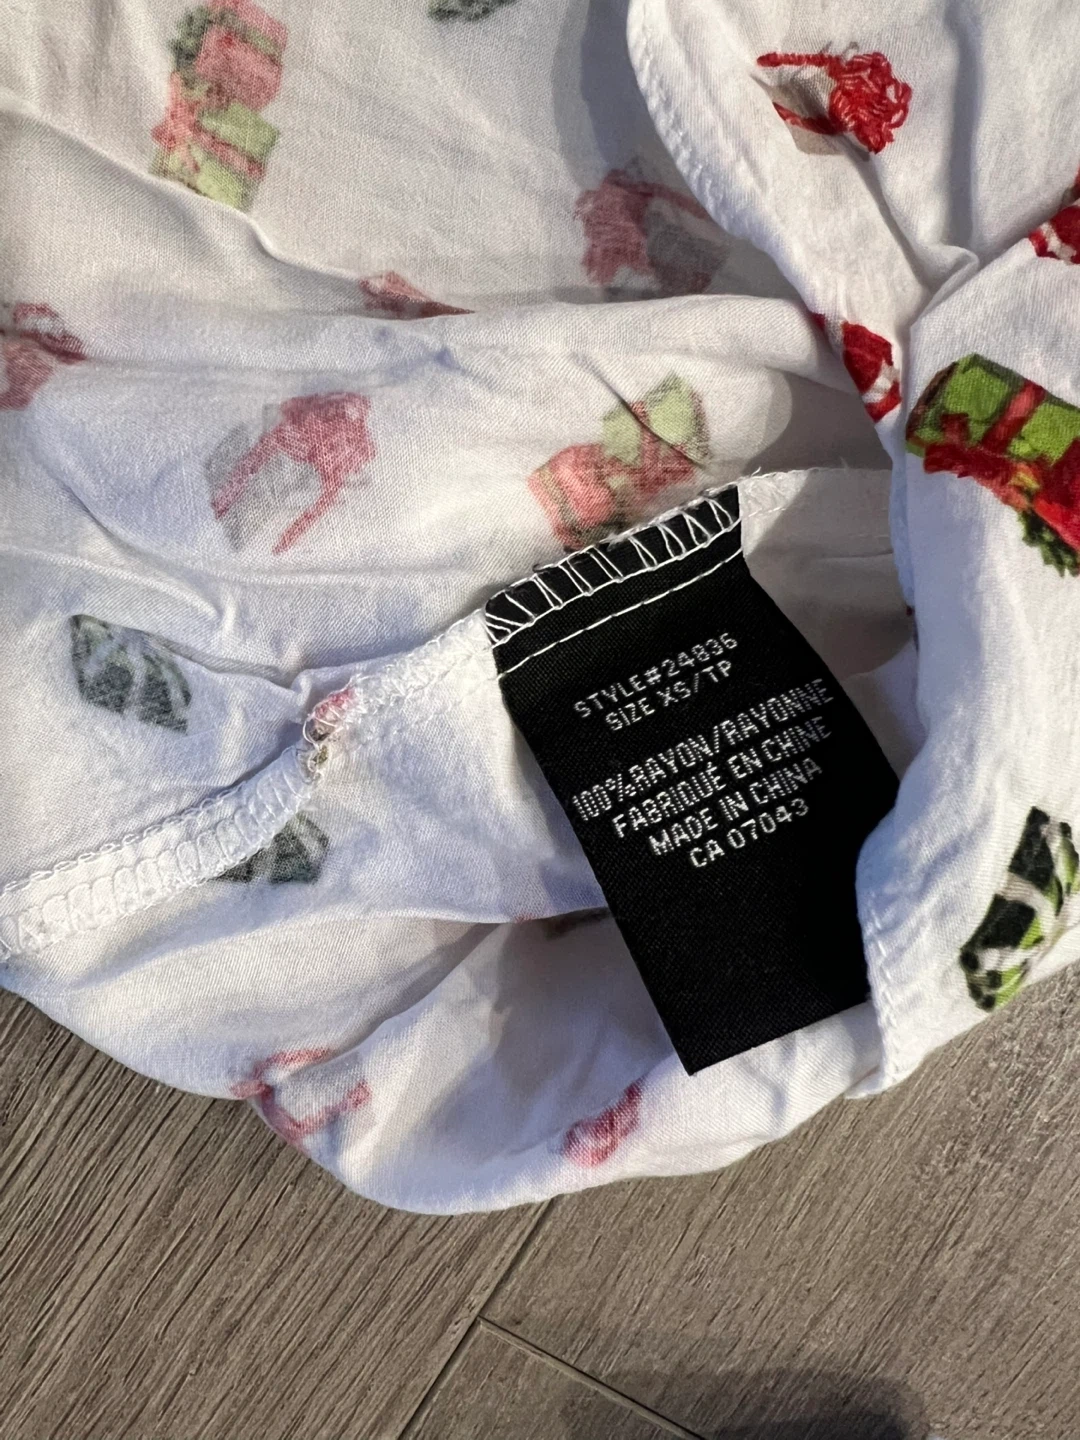 STYLE#24836
SIZE XS/TP
100%RAYON/RAYONNE
FABRIQUÉ EN CHINE
MADE IN CHINA
CA 07043